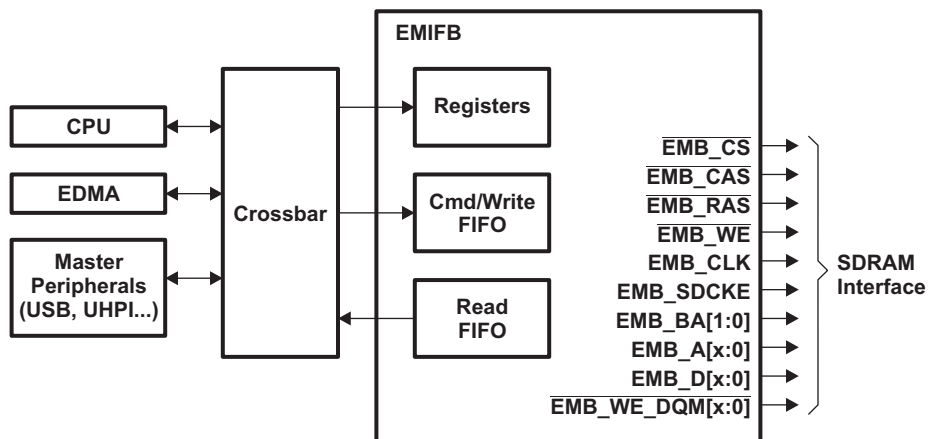 EMIFB
Registers
CPU
EDMA
Crossbar
Cmd/Write
FIFO
Master
Peripherals
(USB, UHPI...)
Read
FIFO
EMB_CS
EMB_CAS
EMB_RAS
EMB_WE
EMB_CLK
EMB_SDCKE
EMB_BA[1:0]
EMB_A[x:0]
EMB_D[x:0]
EMB_WE_DQM[x:0]
SDRAM
Interface